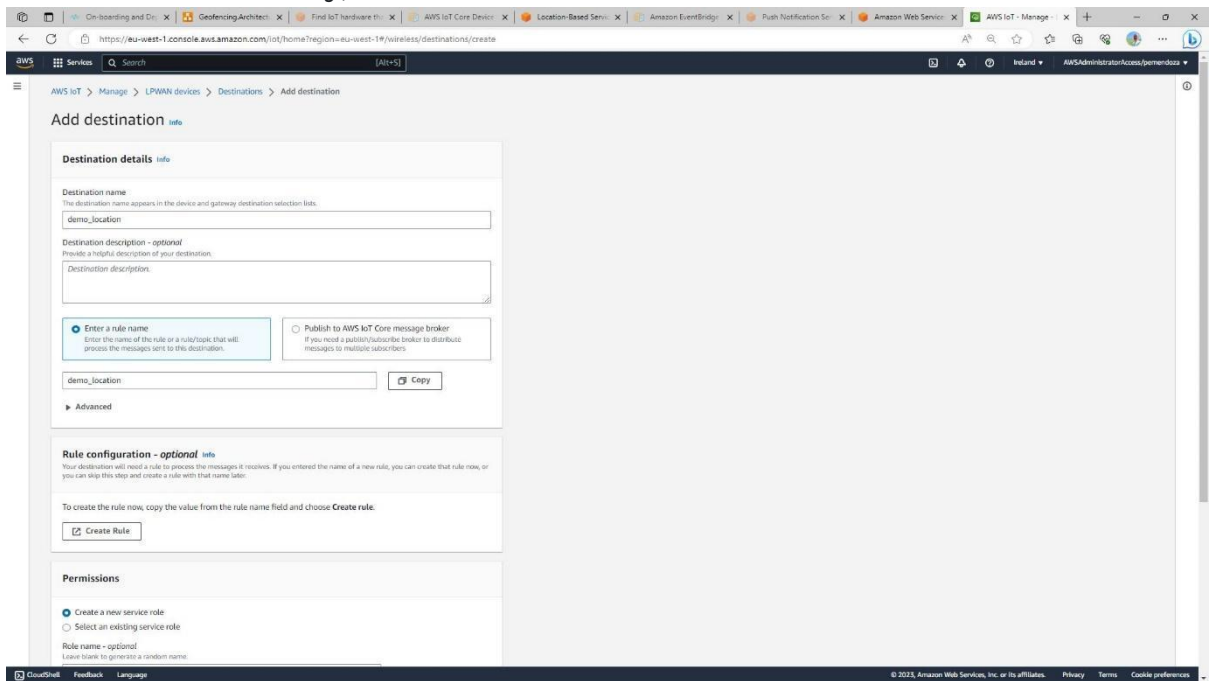 On-boarding and De
Geofencing.Architect
Find IoT hardware th
AWS IoT Core Device
Location-Based Servic
Amazon EventBridge
Push Notification Ser
Amazon Web Service
AWS IoT - Manage -
https://eu-west-1.console.aws.amazon.com/iot/home?region=eu-west-1#/wireless/destinations/create
aws
Services
Search
[Alt+S]
Ireland
AWSAdministratorAccess/pemendoza
AWS IoT > Manage > LPWAN devices > Destinations > Add destination
Add destination Info
Destination details Info
Destination name
The destination name appears in the device and gateway destination selection lists.
demo_location
Destination description - optional
Provide a helpful description of your destination.
Destination description.
Enter a rule name
Enter the name of the rule or a rule/topic that will
process the messages sent to this destination.
Publish to AWS IoT Core message broker
If you need a publish/subscribe broker to distribute
messages to multiple subscribers
demo_location
Copy
Advanced
Rule configuration - optional Info
Your destination will need a rule to process the messages it receives. If you entered the name of a new rule, you can create that rule now, or
you can skip this step and create a rule with that name later.
To create the rule now, copy the value from the rule name field and choose Create rule.
Create Rule
Permissions
Create a new service role
Select an existing service role
Role name - optional
Leave blank to generate a random name.
CloudShell Feedback Language
© 2023, Amazon Web Services, Inc. or its affiliates. Privacy Terms Cookie preferences